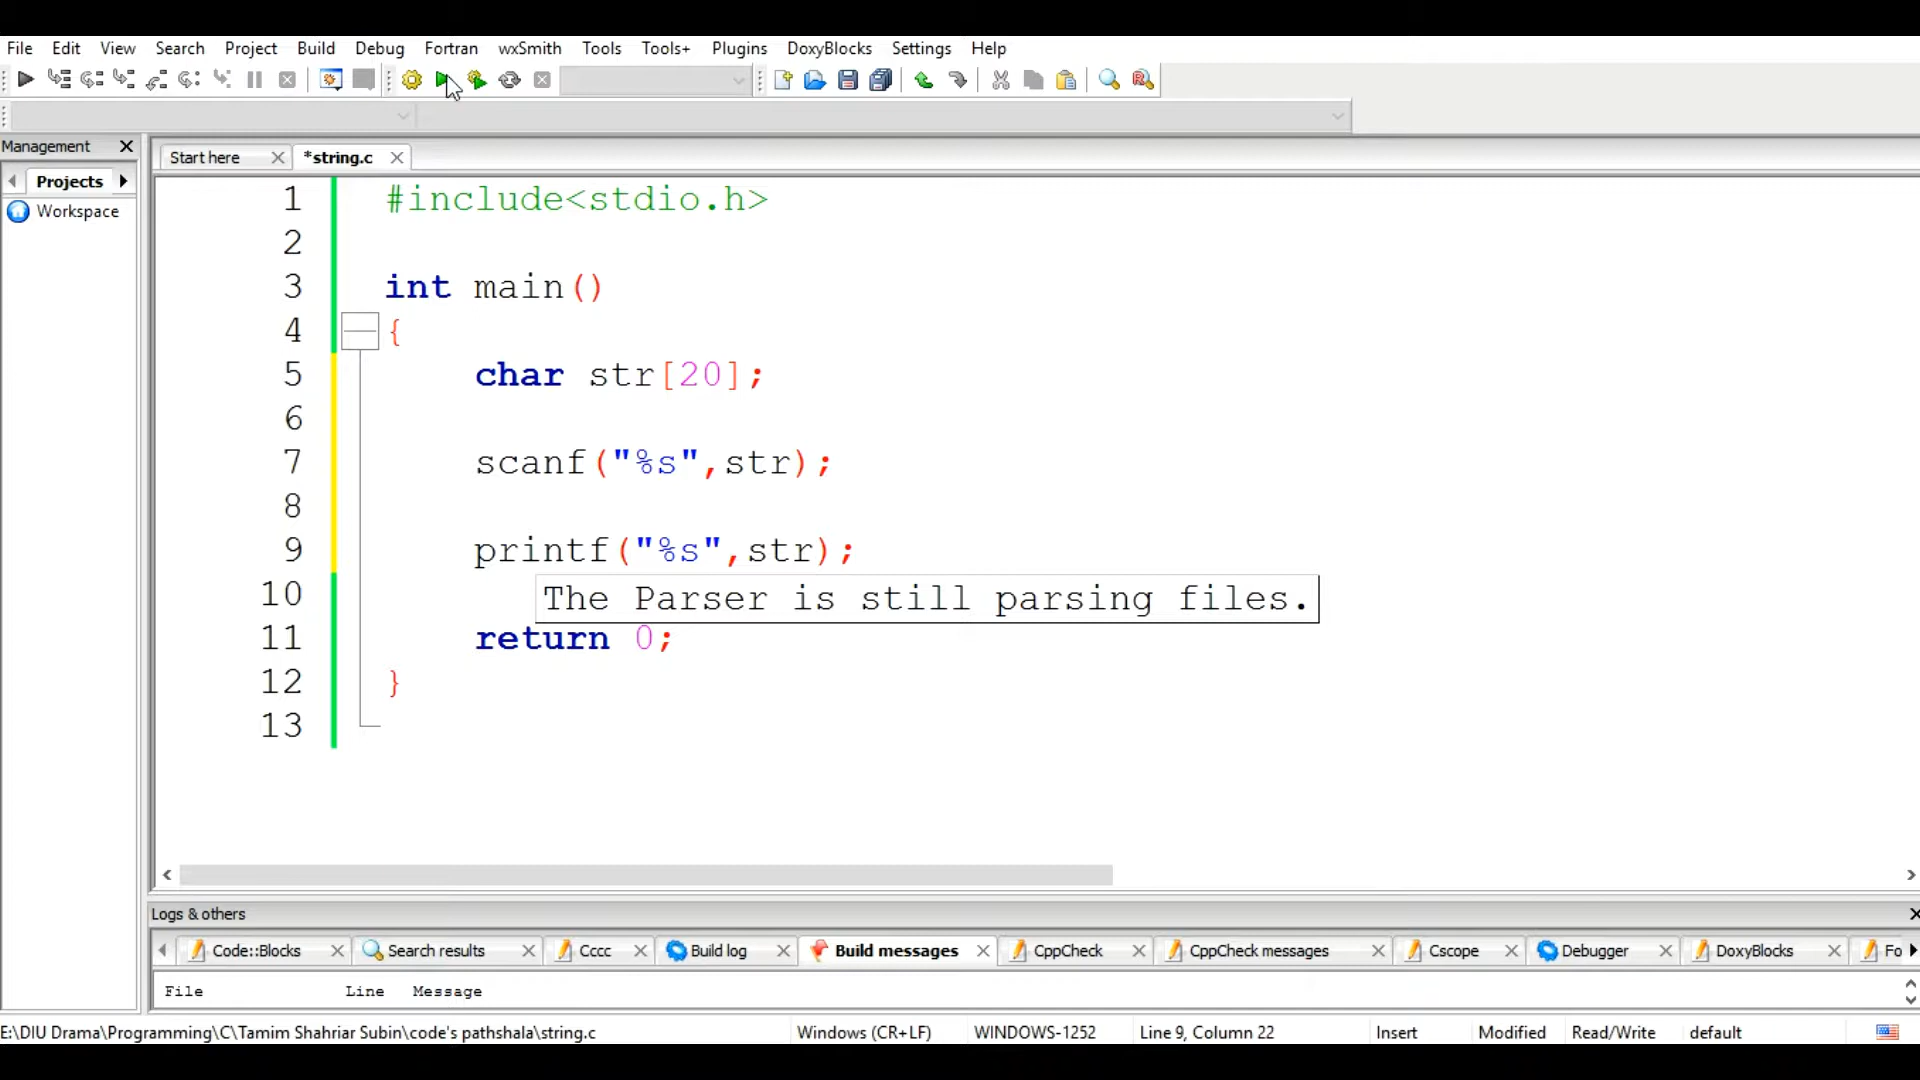 File Edit View Search Project Build Debug Fortran wxSmith Tools Tools+ Plugins DoxyBlocks Settings Help
Management
Start here *string.c
Projects
Workspace
1 #include<stdio.h>
2
3 int main()
4 {
5 char str[20];
6
7 scanf("%s",str);
8
9 printf("%s",str);
10 The Parser is still parsing files.
11 return 0;
12 }
13
Logs & others
Code::Blocks Search results Cccc Build log Build messages CppCheck CppCheck messages Cscope Debugger DoxyBlocks Fo
File Line Message
E:\DIU Drama\Programming\C\Tamim Shahriar Subin\code's pathshala\string.c Windows (CR+LF) WINDOWS-1252 Line 9, Column 22 Insert Modified Read/Write default